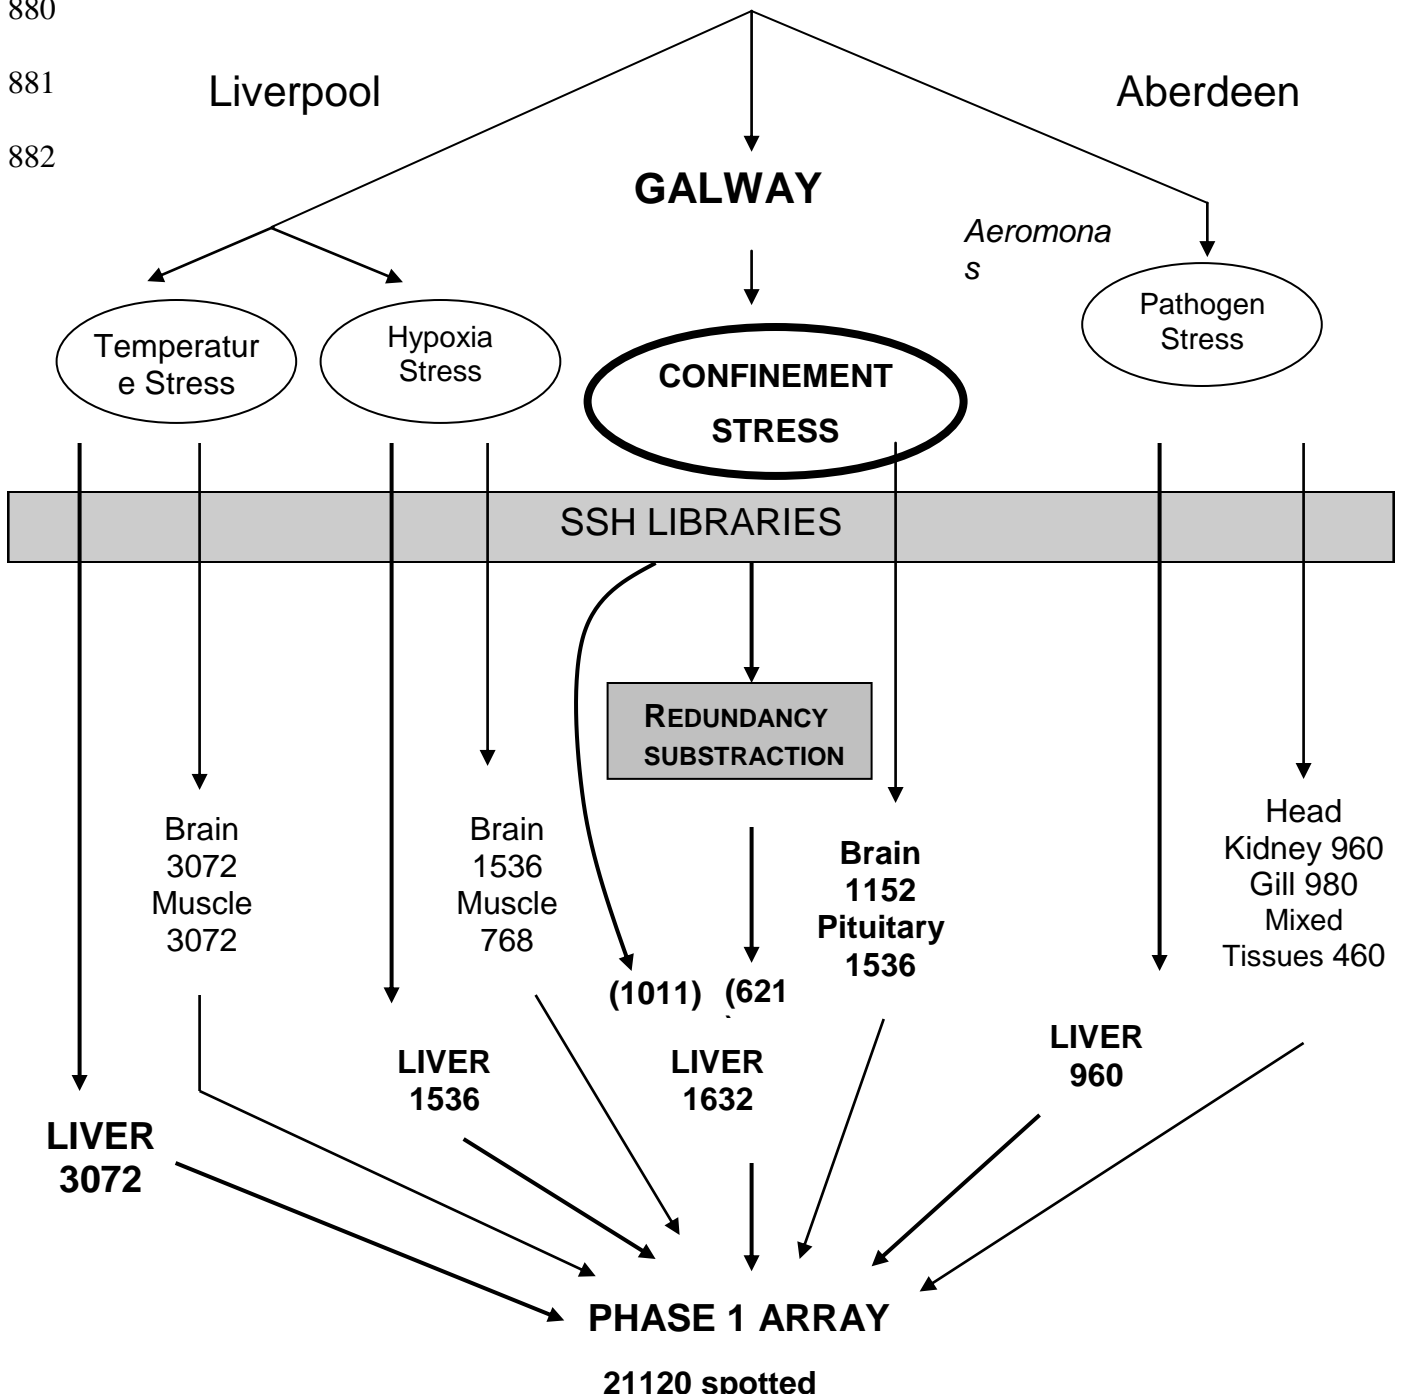 880
881
Liverpool
Aberdeen
882
GALWAY
Aeromona
s
Temperatur
e Stress
Hypoxia
Stress
CONFINEMENT
STRESS
Pathogen
Stress
SSH LIBRARIES
REDUNDANCY
SUBSTRACTION
Brain
3072
Muscle
3072
Brain
1536
Muscle
768
(1011)
(621
Brain
1152
Pituitary
1536
Head
Kidney 960
Gill 980
Mixed
Tissues 460
LIVER
3072
LIVER
1536
LIVER
1632
LIVER
960
PHASE 1 ARRAY
21120 spotted